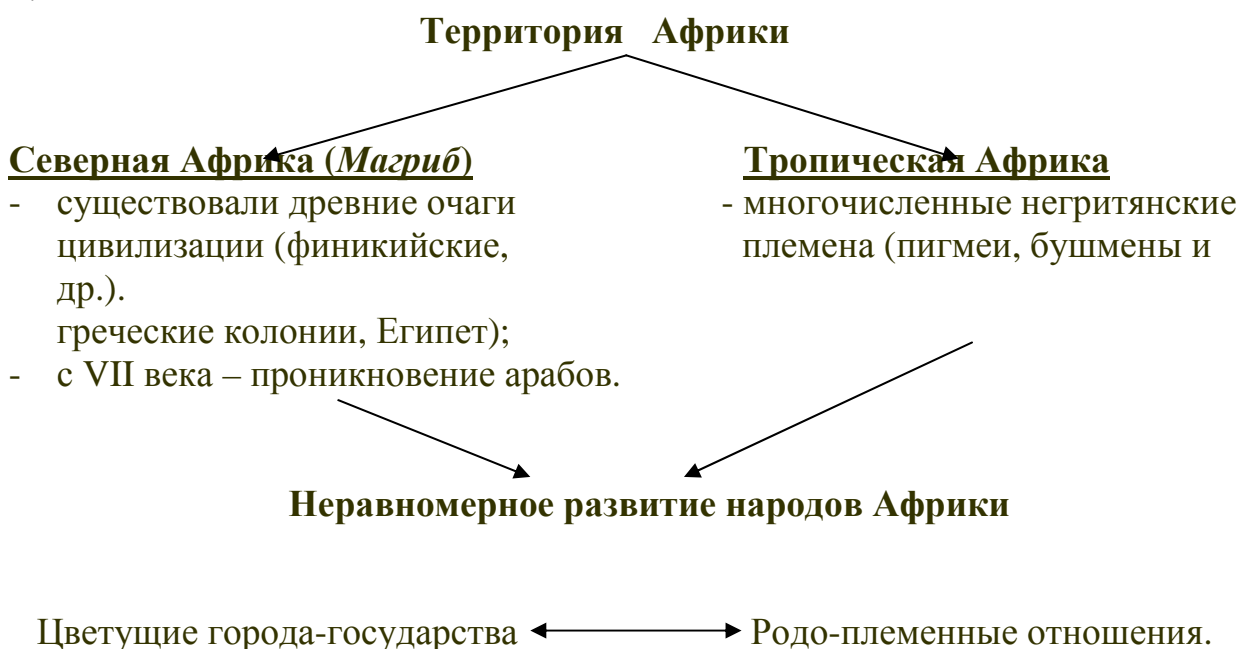 Территория Африки
Северная Африка (Магриб)
- существовали древние очаги
цивилизации (финикийские,
др.).
греческие колонии, Египет);
- с VII века – проникновение арабов.
Тропическая Африка
- многочисленные негритянские
племена (пигмеи, бушмены и
Неравномерное развитие народов Африки
Цветущие города-государства
Родо-племенные отношения.